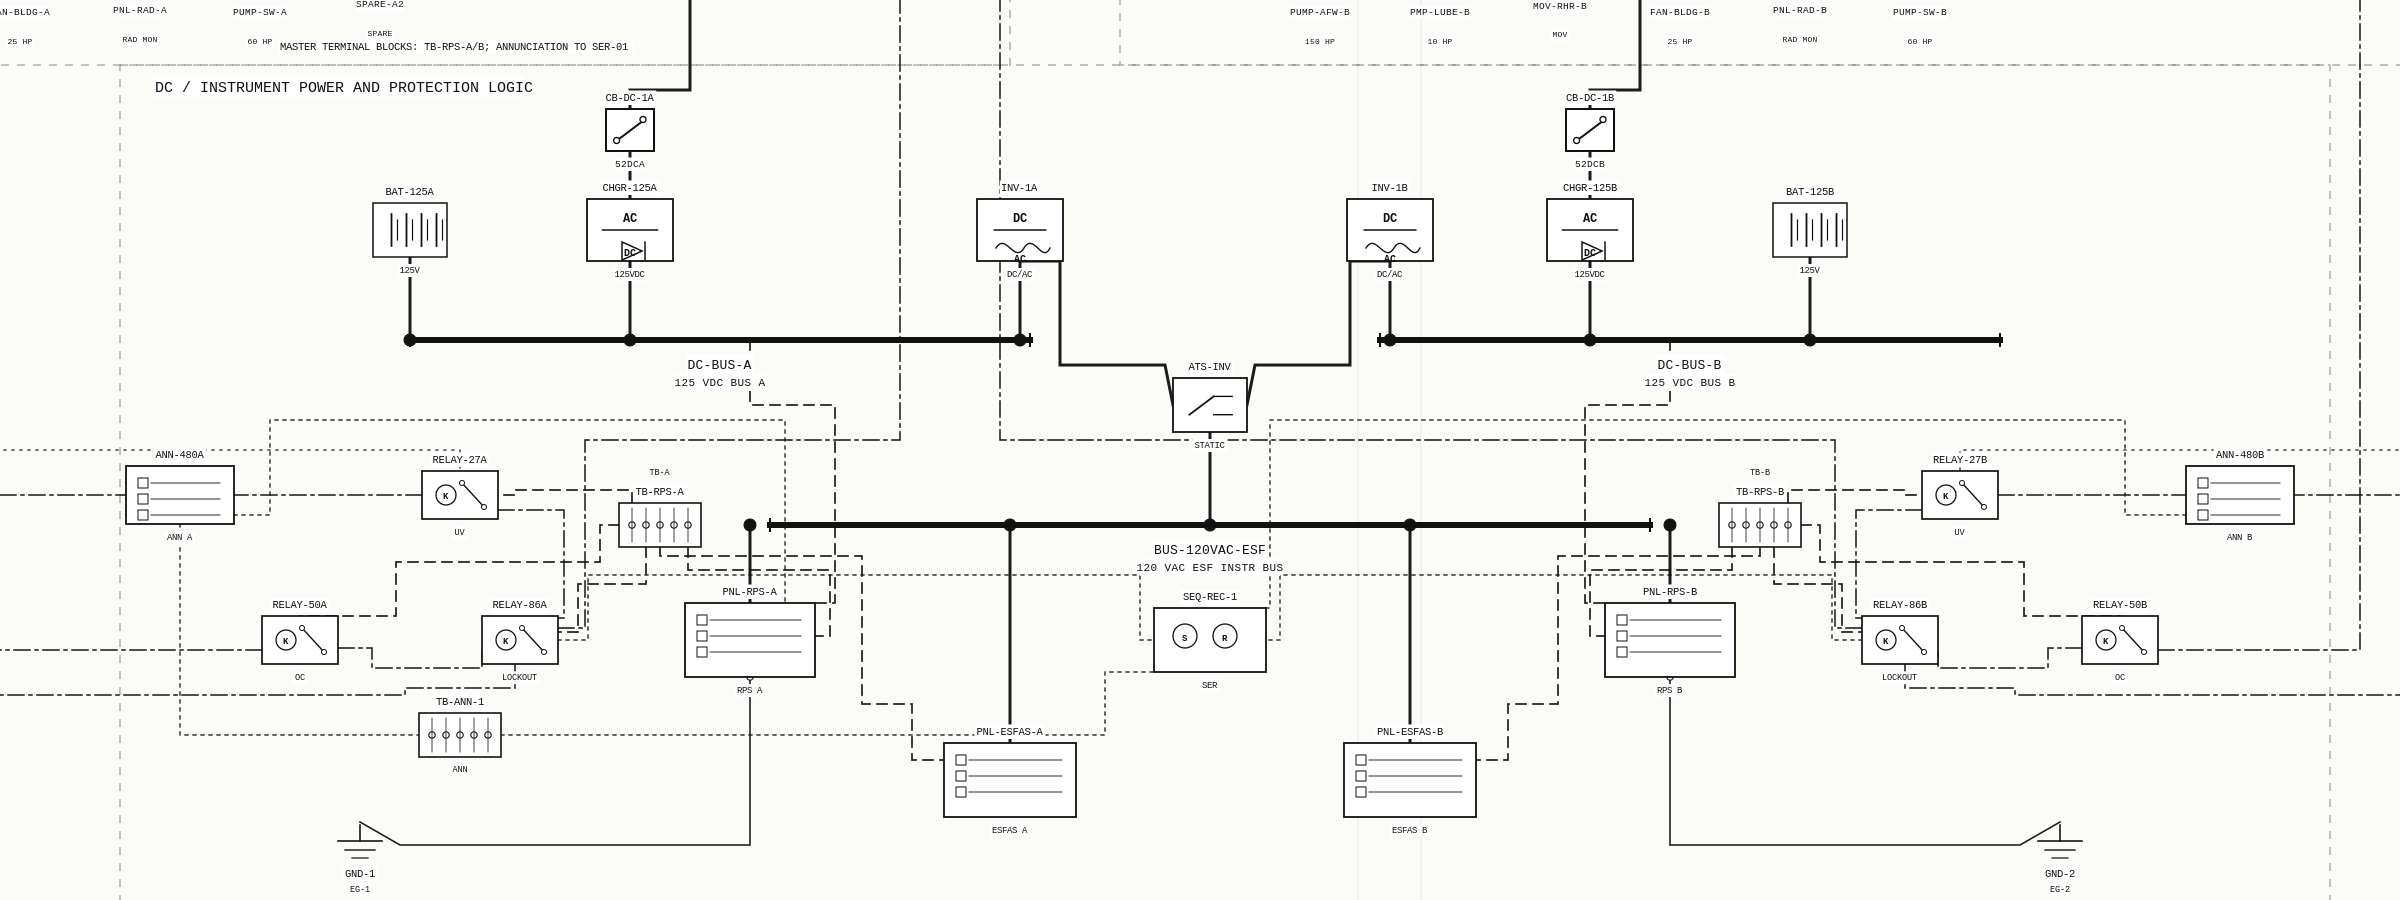 SPARE-A2
MOV-RHR-B
AN-BLDG-A
PNL-RAD-A
PUMP-SW-A
PUMP-AFW-B
PMP-LUBE-B
FAN-BLDG-B
PNL-RAD-B
PUMP-SW-B
25 HP
RAD MON
60 HP
SPARE
150 HP
10 HP
MOV
25 HP
RAD MON
60 HP
MASTER TERMINAL BLOCKS: TB-RPS-A/B; ANNUNCIATION TO SER-01
DC / INSTRUMENT POWER AND PROTECTION LOGIC
CB-DC-1A
CB-DC-1B
52DCA
52DCB
BAT-125A
CHGR-125A
INV-1A
INV-1B
CHGR-125B
BAT-125B
AC
DC
DC
AC
DC
AC
DC
AC
AC
DC
125V
125VDC
DC/AC
DC/AC
125VDC
125V
DC-BUS-A
125 VDC BUS A
ATS-INV
DC-BUS-B
125 VDC BUS B
STATIC
ANN-480A
RELAY-27A
TB-A
TB-RPS-A
TB-B
TB-RPS-B
RELAY-27B
ANN-480B
K
K
ANN A
UV
UV
ANN B
BUS-120VAC-ESF
120 VAC ESF INSTR BUS
RELAY-50A
RELAY-86A
PNL-RPS-A
SEQ-REC-1
PNL-RPS-B
RELAY-86B
RELAY-50B
K
K
S
R
K
K
OC
LOCKOUT
RPS A
SER
RPS B
LOCKOUT
OC
TB-ANN-1
PNL-ESFAS-A
PNL-ESFAS-B
ANN
ESFAS A
ESFAS B
GND-1
EG-1
GND-2
EG-2